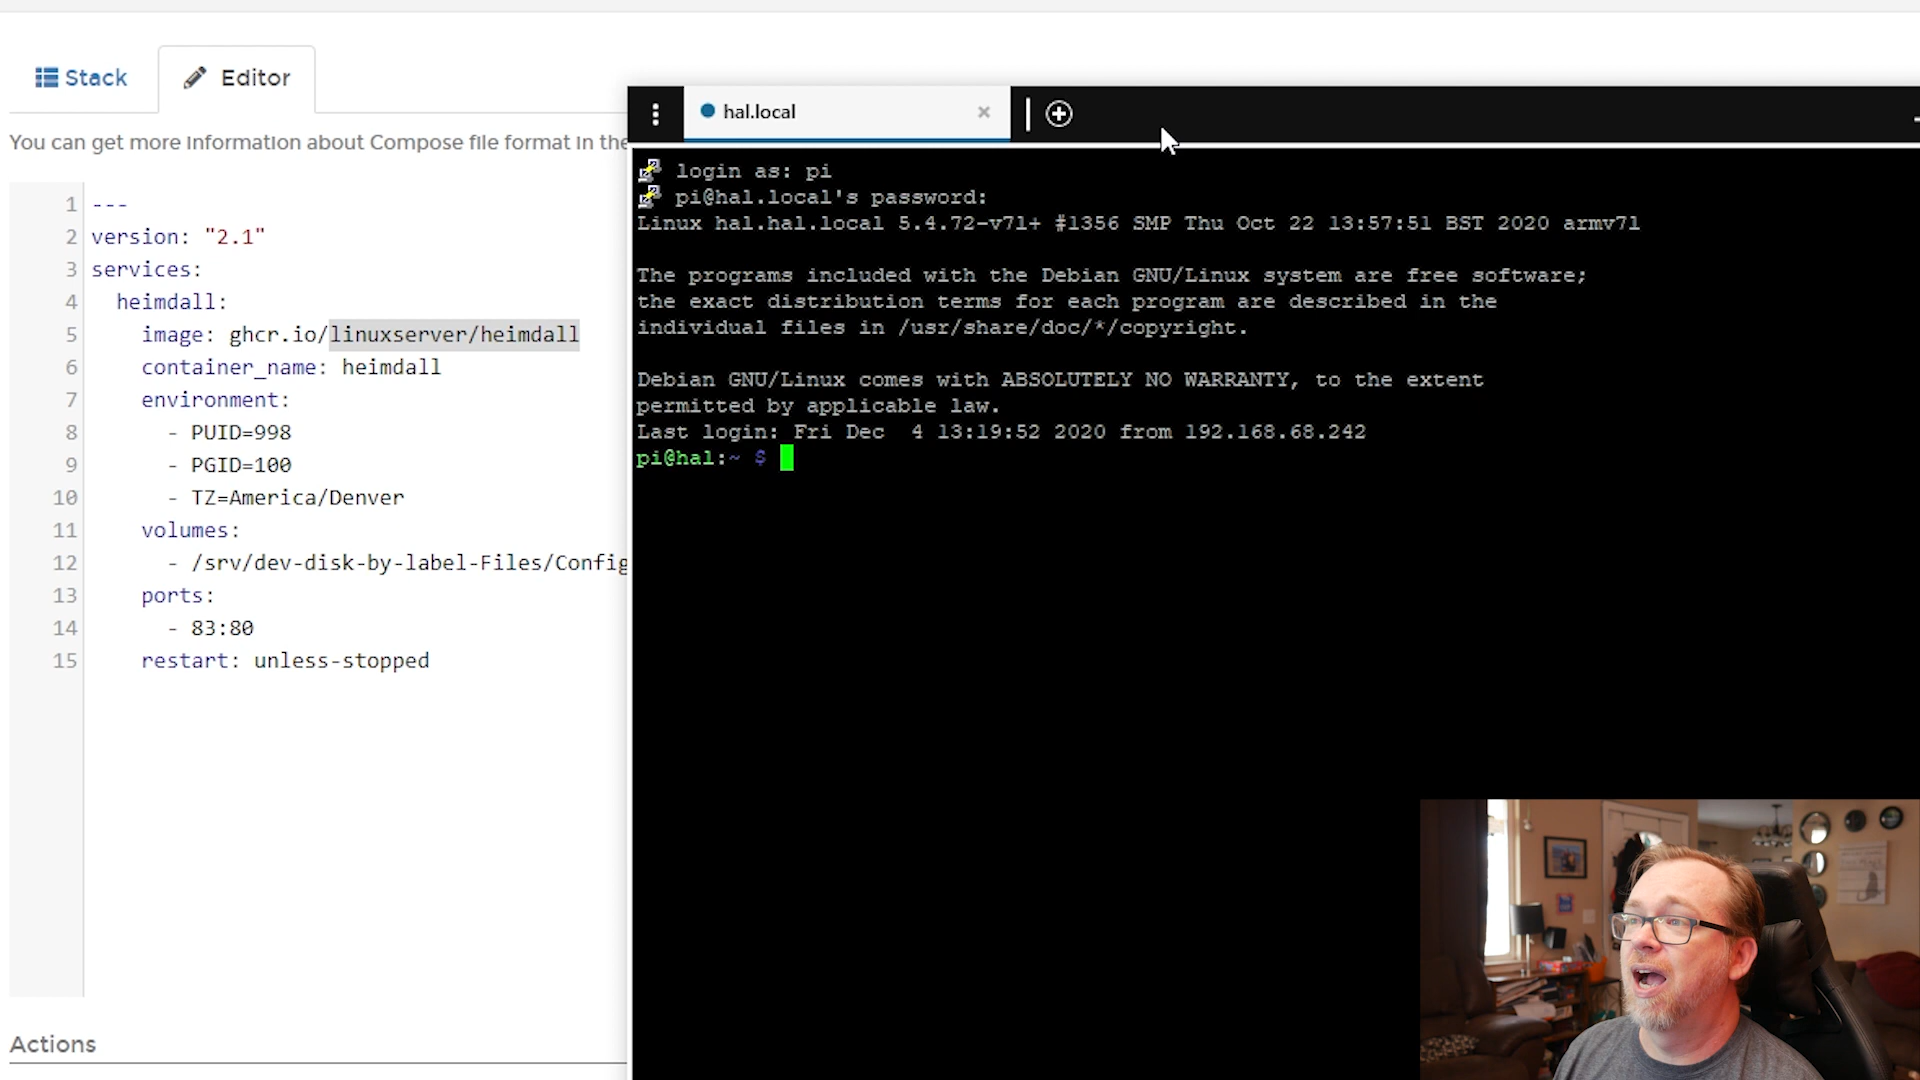 Stack
Editor
You can get more information about Compose file format in the
1 ---
2 version: "2.1"
3 services:
4 heimdall:
5 image: ghcr.io/linuxserver/heimdall
6 container_name: heimdall
7 environment:
8 - PUID=998
9 - PGID=100
10 - TZ=America/Denver
11 volumes:
12 - /srv/dev-disk-by-label-Files/Config
13 ports:
14 - 83:80
15 restart: unless-stopped
Actions
hal.local
login as: pi
pi@hal.local's password:
Linux hal.hal.local 5.4.72-v7l+ #1356 SMP Thu Oct 22 13:57:51 BST 2020 armv7l
The programs included with the Debian GNU/Linux system are free software;
the exact distribution terms for each program are described in the
individual files in /usr/share/doc/*/copyright.
Debian GNU/Linux comes with ABSOLUTELY NO WARRANTY, to the extent
permitted by applicable law.
Last login: Fri Dec  4 13:19:52 2020 from 192.168.68.242
pi@hal:~ $